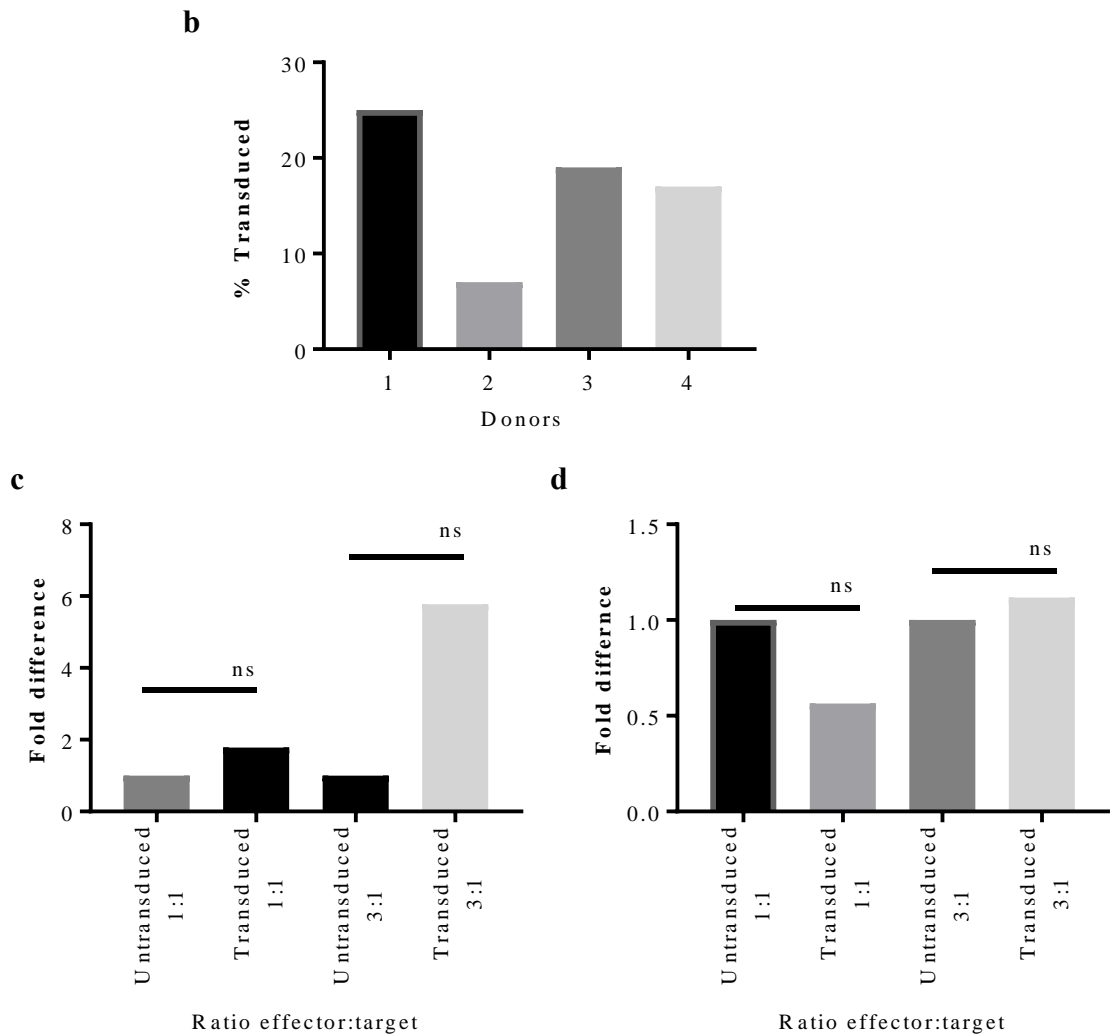 b
% Transduced
30
20
10
0
1 2 3 4
Donors
c
Fold difference
8
6
4
2
0
ns
ns
Untransduced
1:1
Transduced
1:1
Untransduced
3:1
Transduced
3:1
Ratio effector:target
d
Fold differnce
1.5
1.0
0.5
0.0
ns
ns
Untransduced
1:1
Transduced
1:1
Untransduced
3:1
Transduced
3:1
Ratio effector:target